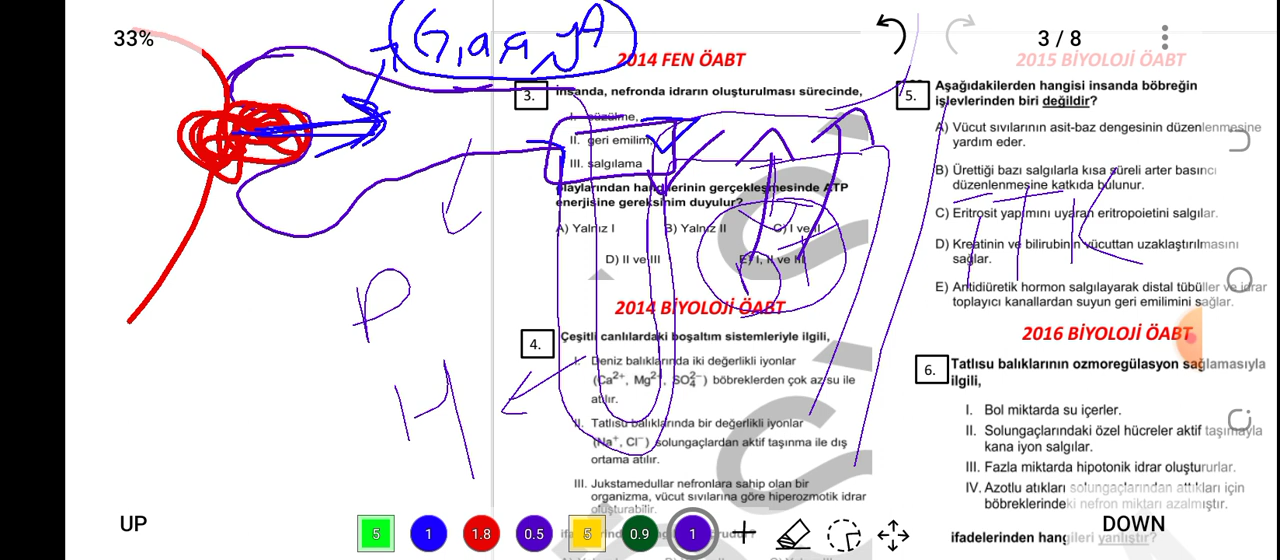 33%
3 / 8
2014 FEN ÖABT
3.
İnsanda, nefronda idrarın oluşturulması sürecinde,
I. süzülme,
II. geri emilim,
III. salgılama
olaylarından hangilerinin gerçekleşmesinde ATP
enerjisine gereksinim duyulur?
A) Yalnız I
B) Yalnız II
C) I ve II
D) II ve III
E) I, II ve III
2014 BİYOLOJİ ÖABT
4.
Çeşitli canlılardaki boşaltım sistemleriyle ilgili,
I. Deniz balıklarında iki değerlikli iyonlar
(Ca2+, Mg2+, SO4 2−) böbreklerden çok az su ile
atılır.
II. Tatlısu balıklarında bir değerlikli iyonlar
(Na+, Cl−) solungaçlardan aktif taşınma ile dış
ortama atılır.
III. Jukstamedullar nefronlara sahip olan bir
organizma, vücut sıvılarına göre hiperozmotik idrar
oluşturabilir.
2015 BİYOLOJİ ÖABT
5.
Aşağıdakilerden hangisi insanda böbreğin
işlevlerinden biri değildir?
A) Vücut sıvılarının asit-baz dengesinin düzenlenmesine
yardım eder.
B) Ürettiği bazı salgılarla kısa süreli arter basıncı
düzenlenmesine katkıda bulunur.
C) Eritrosit yapımını uyaran eritropoietini salgılar.
D) Kreatinin ve bilirubinin vücuttan uzaklaştırılmasını
sağlar.
E) Antidiüretik hormon salgılayarak distal tübüller ve idrar
toplayıcı kanallardan suyun geri emilimini sağlar.
2016 BİYOLOJİ ÖABT
6.
Tatlısu balıklarının ozmoregülasyon sağlamasıyla
ilgili,
I. Bol miktarda su içerler.
II. Solungaçlarındaki özel hücreler aktif taşımayla
kana iyon salgılar.
III. Fazla miktarda hipotonik idrar oluştururlar.
IV. Azotlu atıkları solungaçlarından attıkları için
böbreklerindeki nefron miktarı azalmıştır.
ifadelerinden hangileri yanlıştır?
P
H
UP
5
1
1.8
0.5
5
0.9
1
DOWN